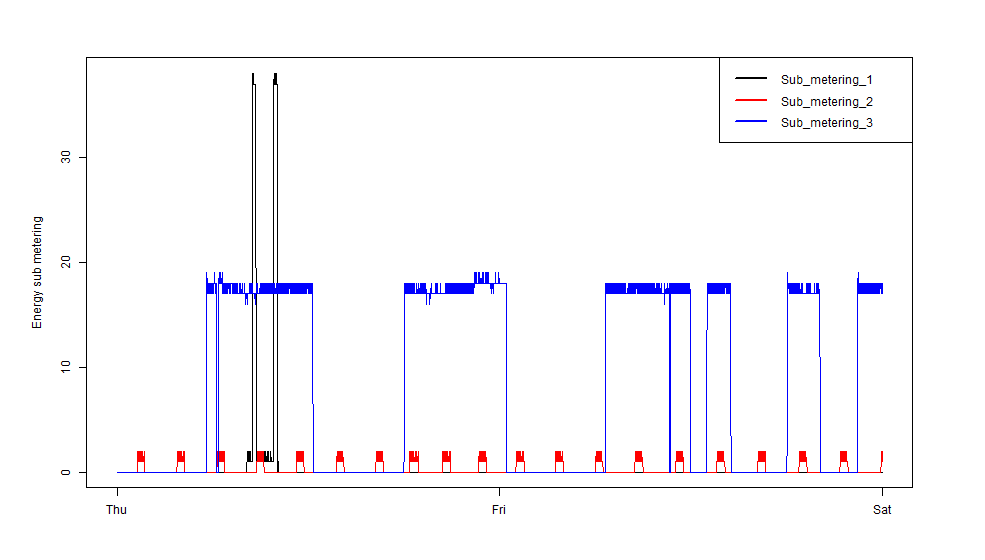 Sub_metering_1
Sub_metering_2
Sub_metering_3
Energy sub metering
30
20
10
0
Thu
Fri
Sat